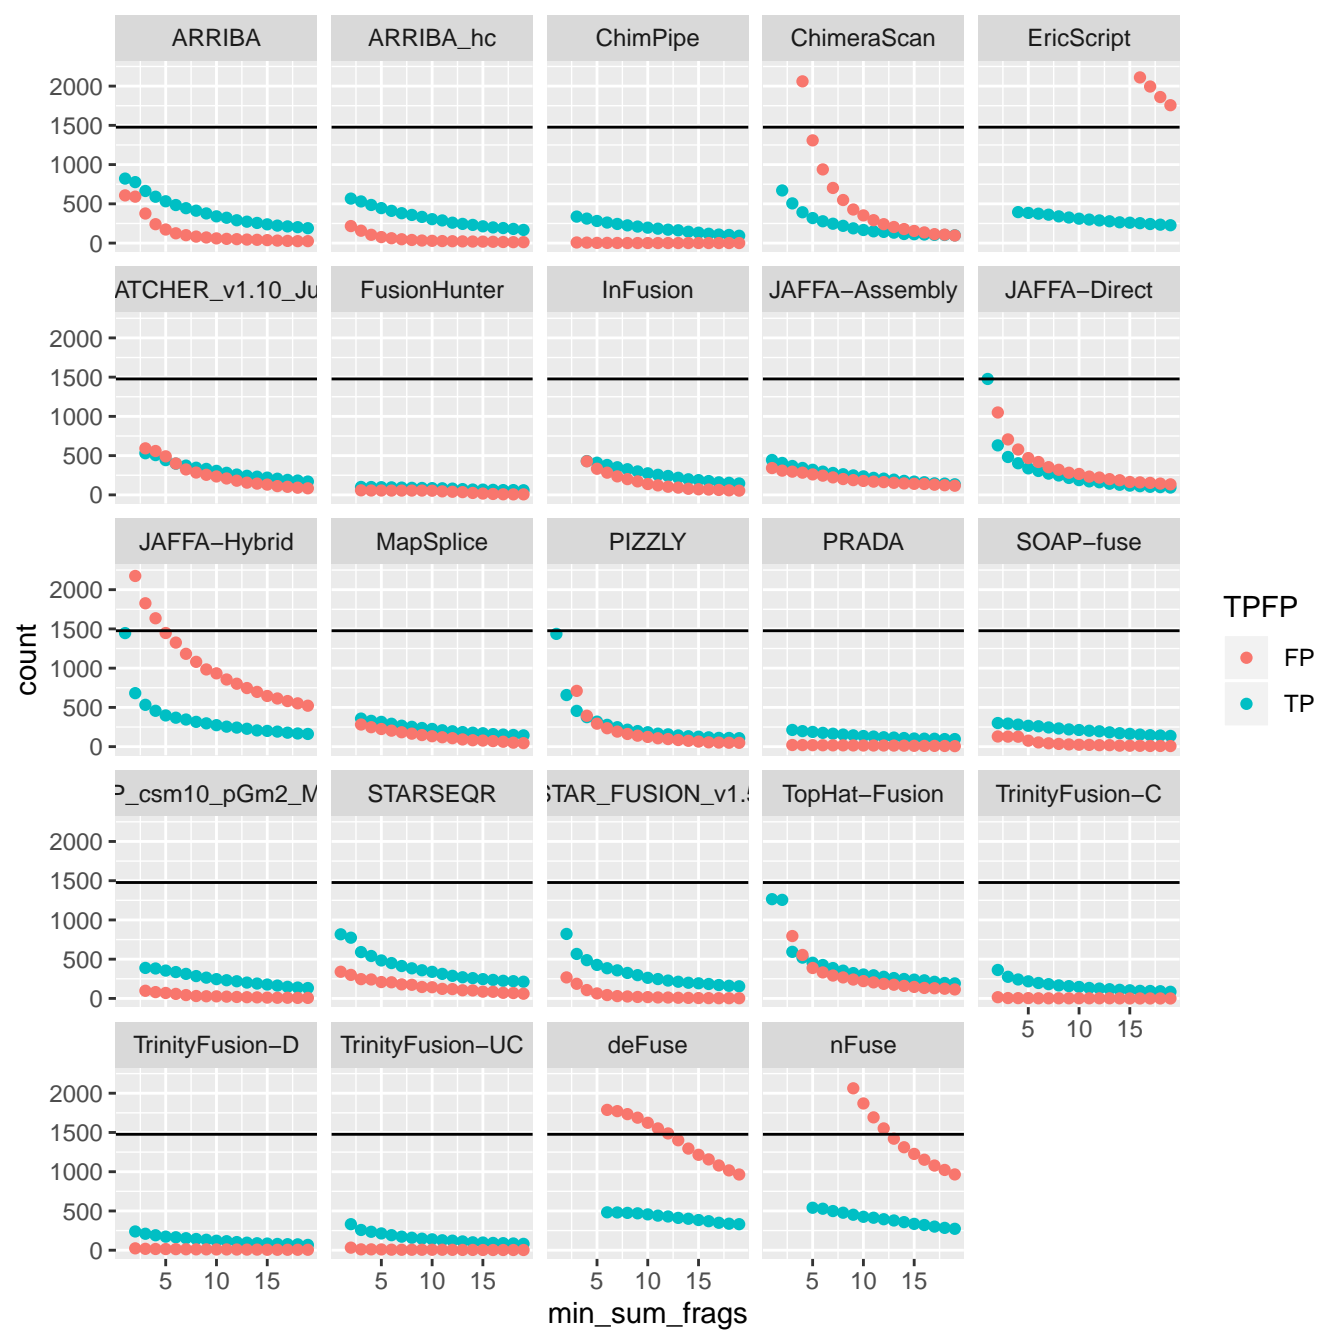 ARRIBA ARRIBA_hc ChimPipe ChimeraScan EricScript
2000
1500
1000
500
0
ATCHER_v1.10_Ju FusionHunter InFusion JAFFA−Assembly JAFFA−Direct
2000
1500
1000
500
0
JAFFA−Hybrid MapSplice PIZZLY PRADA SOAP−fuse
2000
1500
1000
500
0
P_csm10_pGm2_M STARSEQR STAR_FUSION_v1.5 TopHat−Fusion TrinityFusion−C
2000
1500
1000
500
0
5 10 15
TrinityFusion−D TrinityFusion−UC deFuse nFuse
2000
1500
1000
500
0
5 10 15 5 10 15 5 10 15 5 10 15
min_sum_frags
count
TPFP
FP
TP